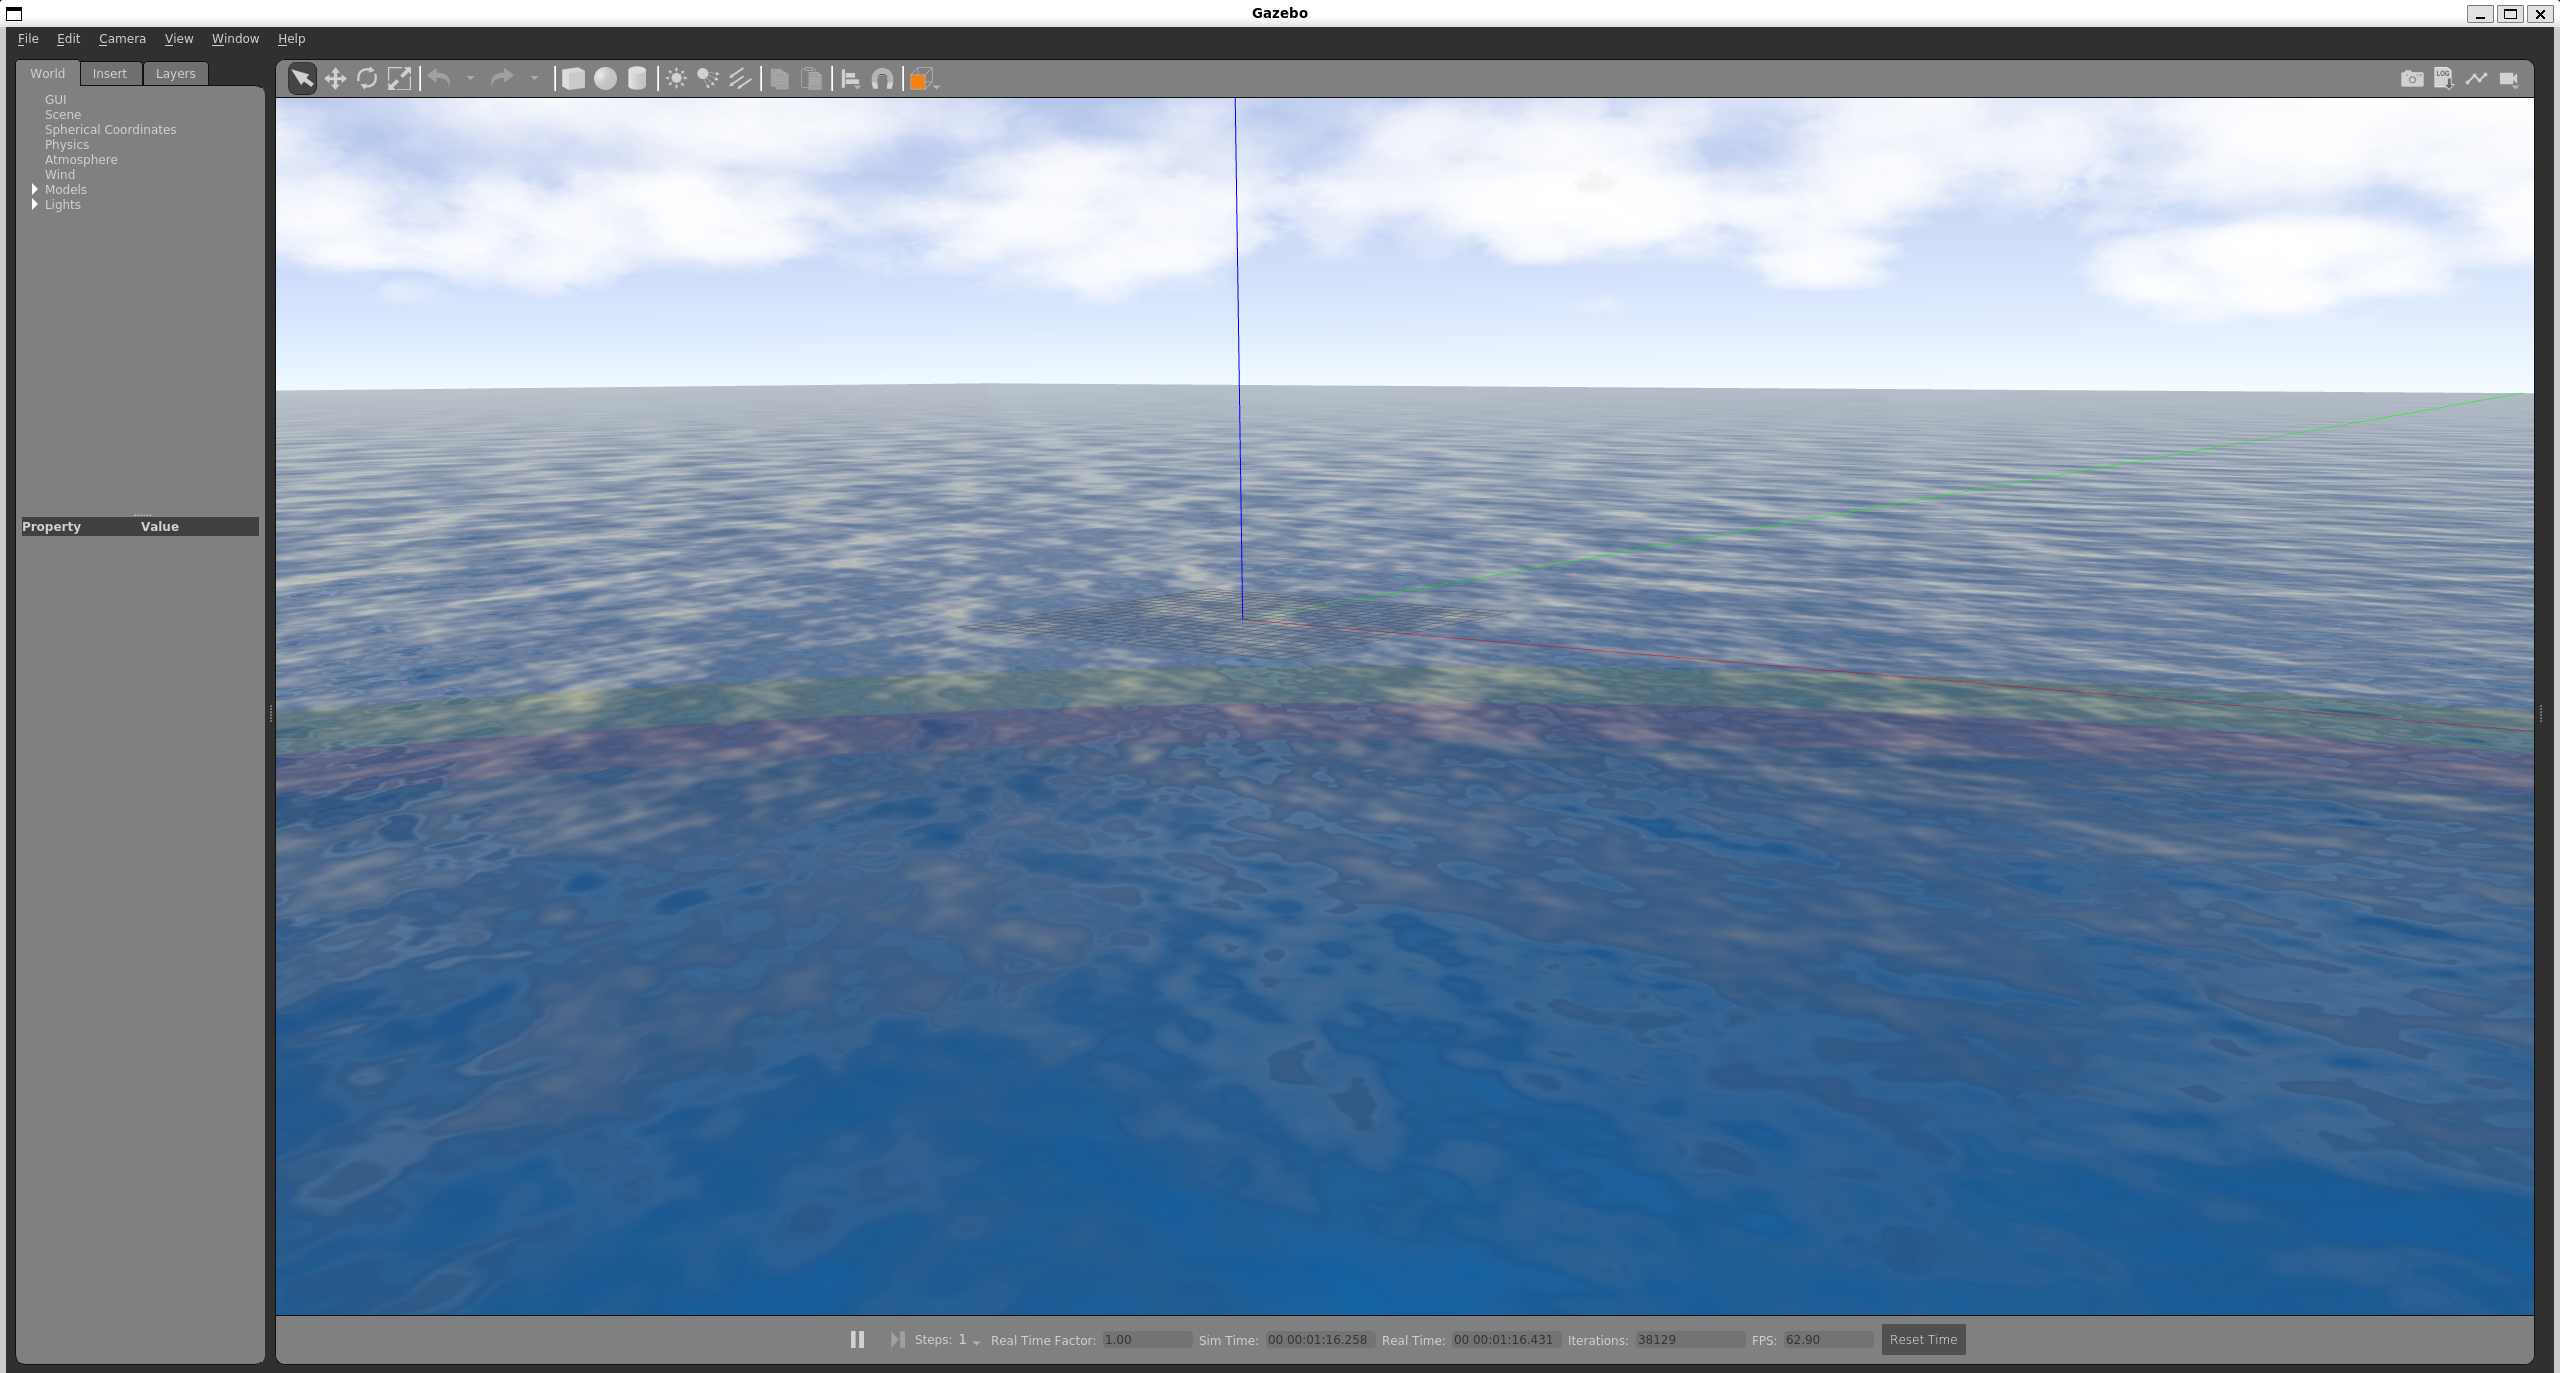 Gazebo
File Edit Camera View Window Help
World Insert Layers
LOG
GUI
Scene
Spherical Coordinates
Physics
Atmosphere
Wind
Models
Lights
Property Value
Steps: 1 Real Time Factor: 1.00 Sim Time: 00 00:01:16.258 Real Time: 00 00:01:16.431 Iterations: 38129 FPS: 62.90 Reset Time